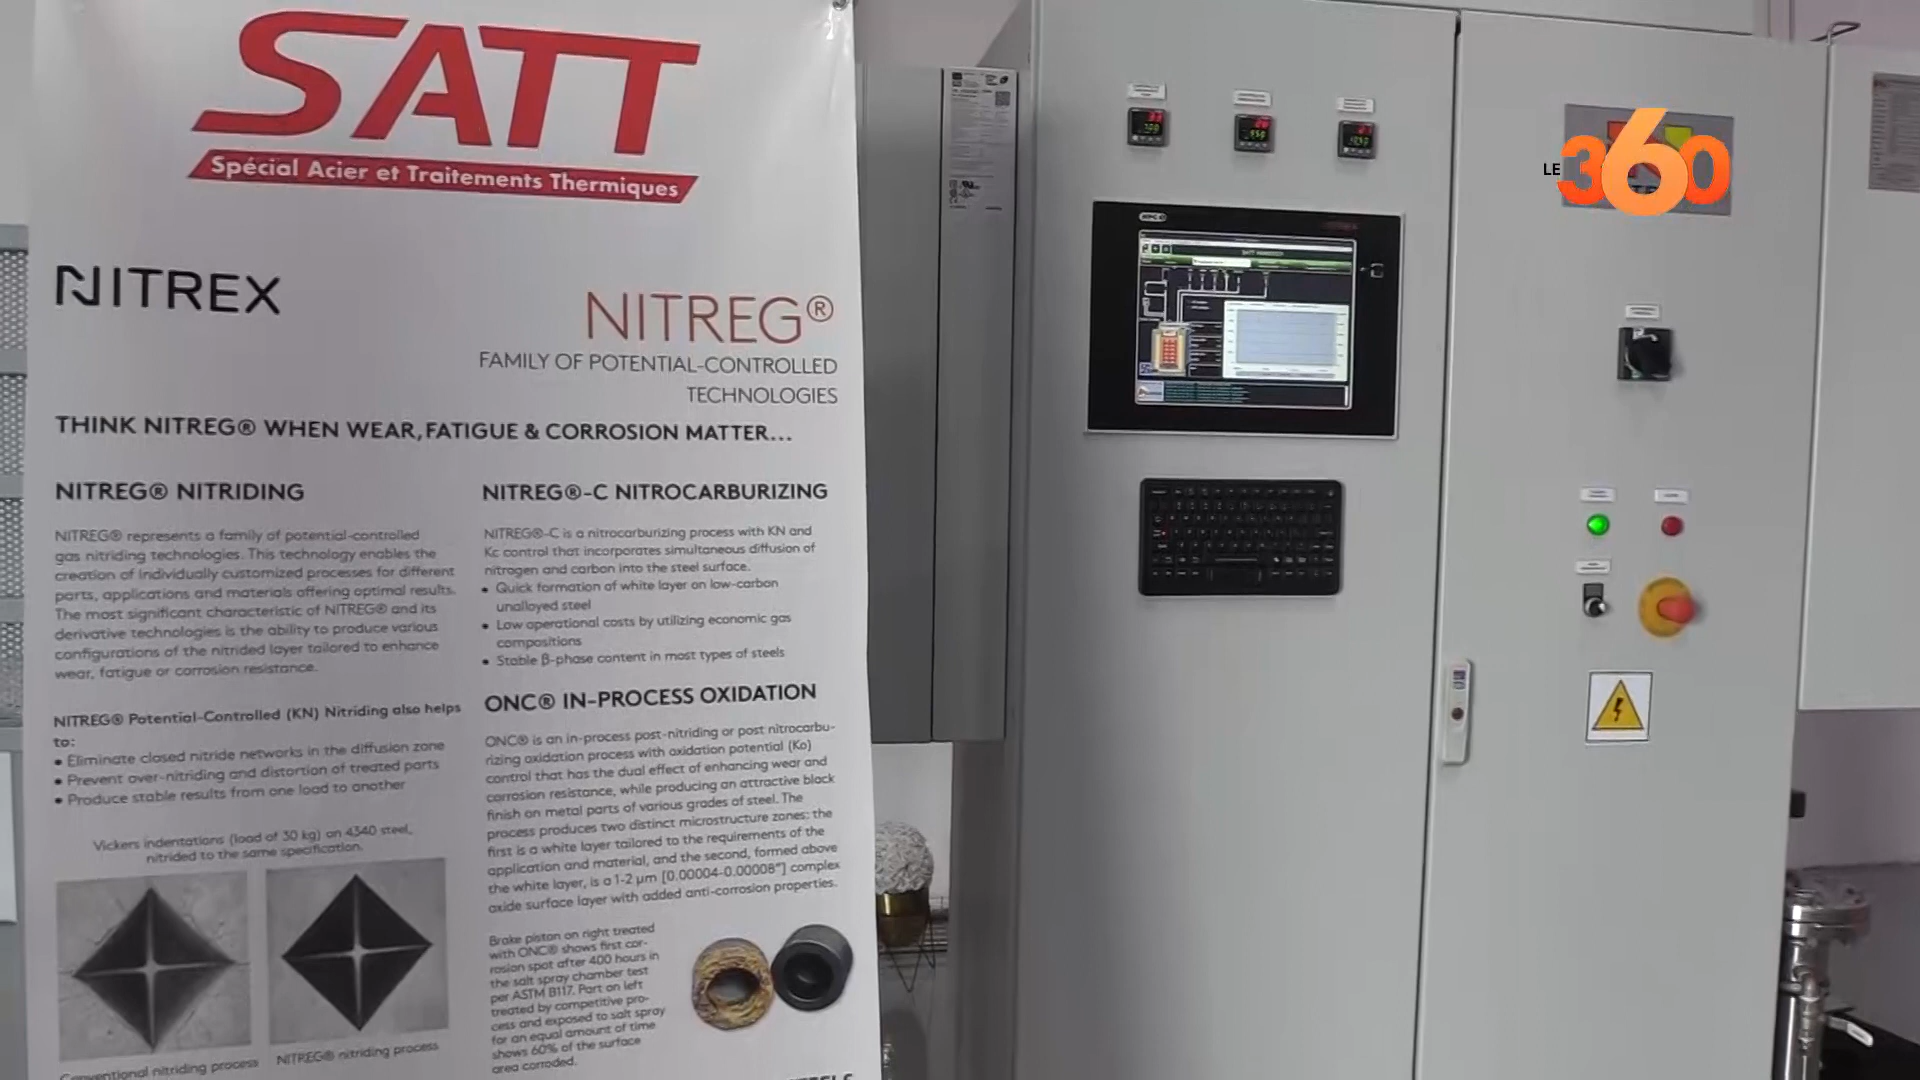 SATT
Spécial Acier et Traitements Thermiques
NITREX
NITREG®
FAMILY OF POTENTIAL-CONTROLLED
TECHNOLOGIES
THINK NITREG® WHEN WEAR, FATIGUE & CORROSION MATTER...
NITREG® NITRIDING
NITREG® represents a family of potential-controlled
gas nitriding technologies. This technology enables the
creation of individually customized processes for different
parts, applications and materials offering optimal results.
The most significant characteristic of NITREG® and its
derivative technologies is the ability to produce various
configurations of the nitrided layer tailored to enhance
wear, fatigue or corrosion resistance.
NITREG® Potential-Controlled (KN) Nitriding also helps
to:
• Eliminate closed nitride networks in the diffusion zone
• Prevent over-nitriding and distortion of treated parts
• Produce stable results from one load to another
Vickers indentations (load of 30 kg) on 4340 steel,
nitrided to the same specification.
Conventional nitriding process
NITREG® nitriding process
NITREG®-C NITROCARBURIZING
NITREG®-C is a nitrocarburizing process with KN and
Kc control that incorporates simultaneous diffusion of
nitrogen and carbon into the steel surface.
• Quick formation of white layer on low-carbon
unalloyed steel
• Low operational costs by utilizing economic gas
compositions
• Stable β-phase content in most types of steels
ONC® IN-PROCESS OXIDATION
ONC® is an in-process post-nitriding or post nitrocarbu-
rizing oxidation process with oxidation potential (Ko)
control that has the dual effect of enhancing wear and
corrosion resistance, while producing an attractive black
finish on metal parts of various grades of steel. The
process produces two distinct microstructure zones: the
first is a white layer tailored to the requirements of the
application and material, and the second, formed above
the white layer, is a 1-2 µm [0.00004-0.00008"] complex
oxide surface layer with added anti-corrosion properties.
Brake piston on right treated
with ONC® shows first cor-
rosion spot after 400 hours in
the salt spray chamber test
per ASTM B117. Part on left
treated by competitive pro-
cess and exposed to salt spray
for an equal amount of time
shows 60% of the surface
area corroded.
LE 360